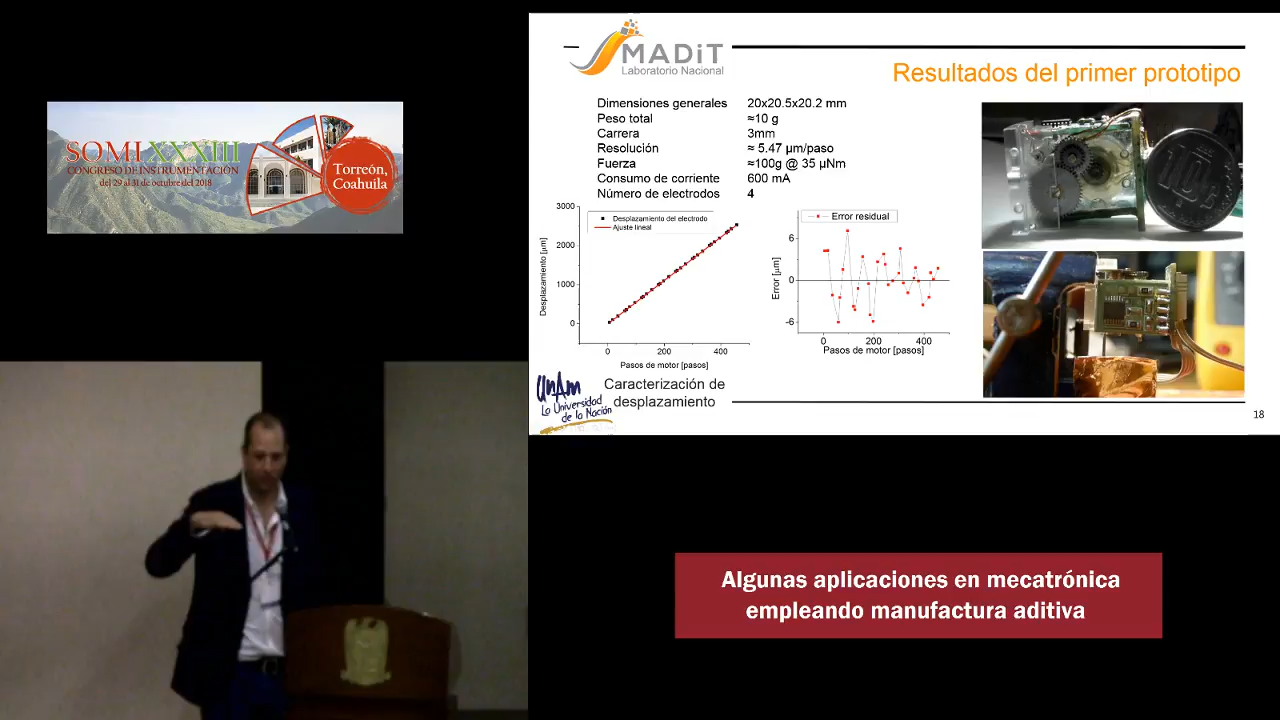 SOMI XXXIII
CONGRESO DE INSTRUMENTACIÓN
del 29 al 31 de octubre del 2018
Torreón,
Coahuila
MADiT
Laboratorio Nacional
Resultados del primer prototipo
Dimensiones generales 20x20.5x20.2 mm
Peso total ≈10 g
Carrera 3mm
Resolución ≈ 5.47 µm/paso
Fuerza ≈100g @ 35 µNm
Consumo de corriente 600 mA
Número de electrodos 4
Desplazamiento del electrodo
Ajuste lineal
Desplazamiento [µm]
3000
2000
1000
0
0 200 400
Pasos de motor [pasos]
Error residual
Error [µm]
6
0
-6
0 200 400
Pasos de motor [pasos]
Caracterización de
desplazamiento
UNAM
La Universidad
de la Nación
18
Algunas aplicaciones en mecatrónica
empleando manufactura aditiva